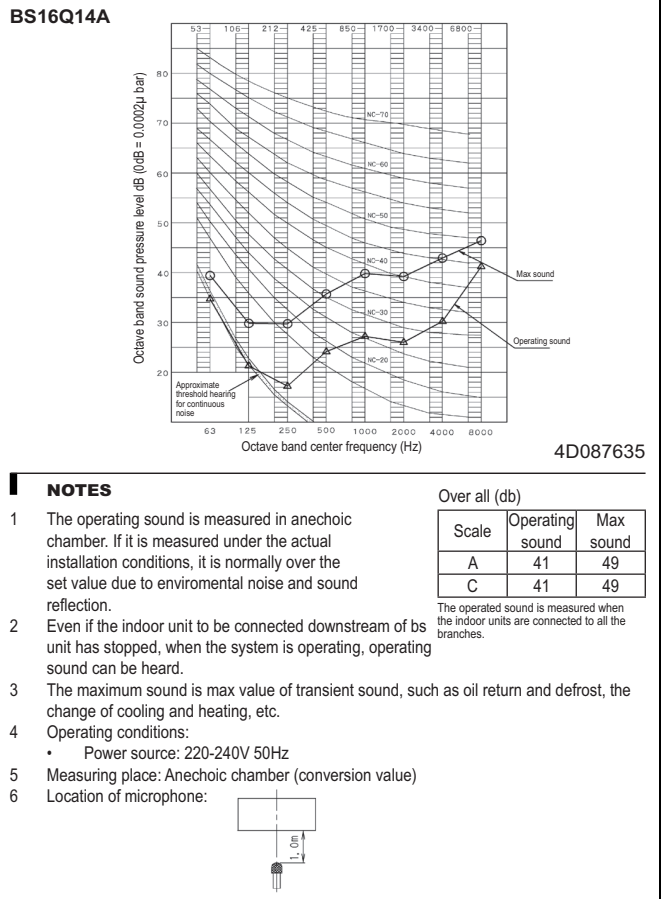 BS16Q14A
53 106 212 425 850 1700 3400 6800
Octave band sound pressure level dB (0dB = 0.0002μ bar)
80
70
60
50
40
30
20
NC-70
NC-60
NC-50
NC-40
NC-30
NC-20
Max sound
Operating sound
Approximate
threshold hearing
for continuous
noise
63 125 250 500 1000 2000 4000 8000
Octave band center frequency (Hz)
4D087635
NOTES
1 The operating sound is measured in anechoic
chamber. If it is measured under the actual
installation conditions, it is normally over the
set value due to enviromental noise and sound
reflection.
2 Even if the indoor unit to be connected downstream of bs
unit has stopped, when the system is operating, operating
sound can be heard.
3 The maximum sound is max value of transient sound, such as oil return and defrost, the
change of cooling and heating, etc.
4 Operating conditions:
• Power source: 220-240V 50Hz
5 Measuring place: Anechoic chamber (conversion value)
6 Location of microphone:
1. 0m
Over all (db)
Scale Operating sound Max sound
A 41 49
C 41 49
The operated sound is measured when
the indoor units are connected to all the
branches.